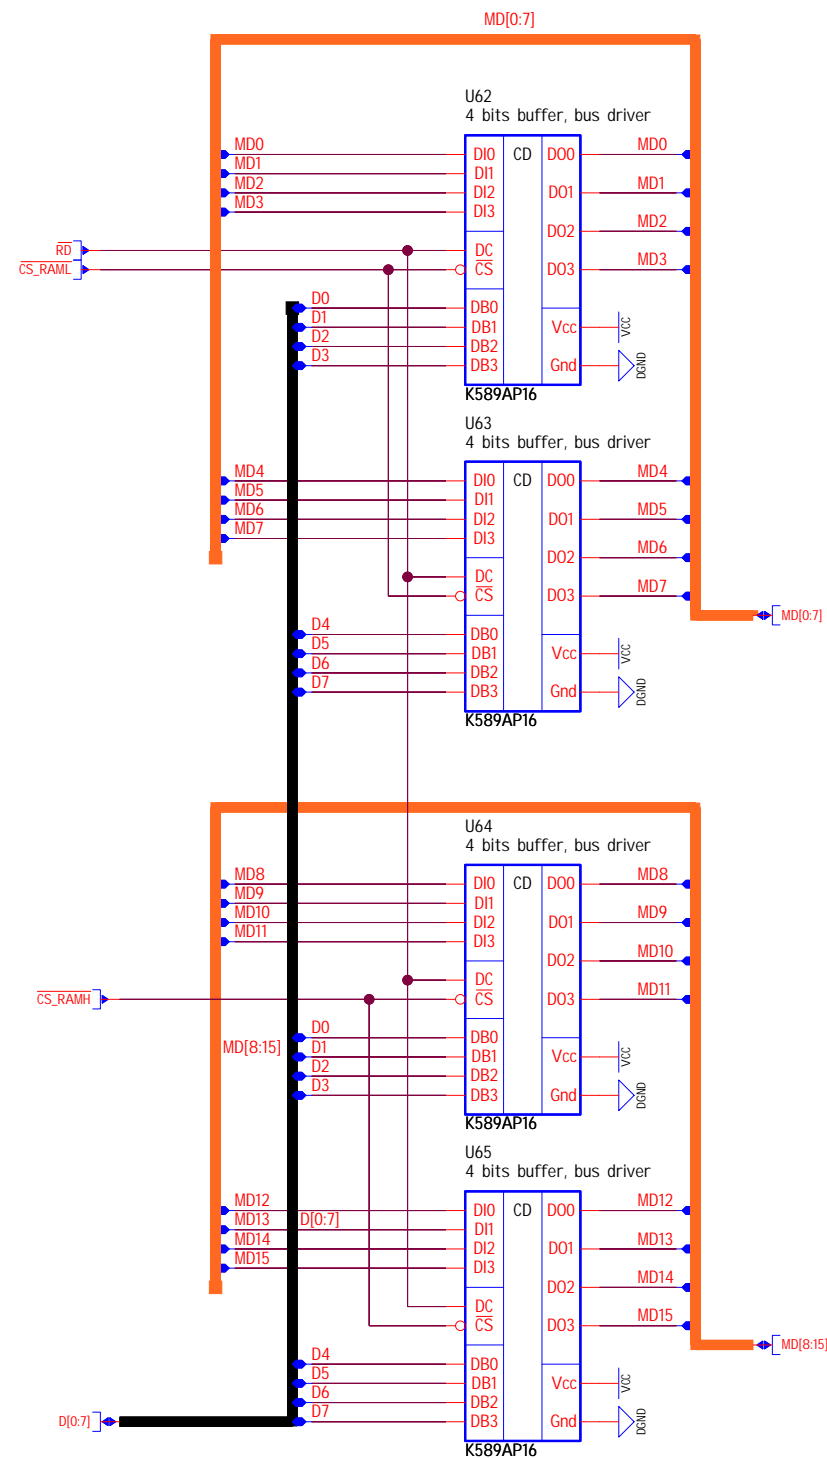 MD[0:7]
U62
4 bits buffer, bus driver
MD0 DI0 CD DO0 MD0
MD1 DI1
MD2 DI2 DO1 MD1
MD3 DI3
DO2 MD2
RD DC
CS_RAML CS DO3 MD3
D0 DB0
D1 DB1 Vcc VCC
D2 DB2
D3 DB3 Gnd DGND
K589AP16
U63
4 bits buffer, bus driver
MD4 DI0 CD DO0 MD4
MD5 DI1
MD6 DI2 DO1 MD5
MD7 DI3
DO2 MD6
DC
CS DO3 MD7
MD[0:7]
D4 DB0
D5 DB1 Vcc VCC
D6 DB2
D7 DB3 Gnd DGND
K589AP16
U64
4 bits buffer, bus driver
MD8 DI0 CD DO0 MD8
MD9 DI1
MD10 DI2 DO1 MD9
MD11 DI3
DO2 MD10
DC
CS_RAMH CS DO3 MD11
D0 DB0
MD[8:15] D1 DB1 Vcc VCC
D2 DB2
D3 DB3 Gnd DGND
K589AP16
U65
4 bits buffer, bus driver
MD12 DI0 CD DO0 MD12
MD13 D[0:7] DI1
MD14 DI2 DO1 MD13
MD15 DI3
DO2 MD14
DC
CS DO3 MD15
MD[8:15]
D4 DB0
D5 DB1 Vcc VCC
D6 DB2
D[0:7] D7 DB3 Gnd DGND
K589AP16